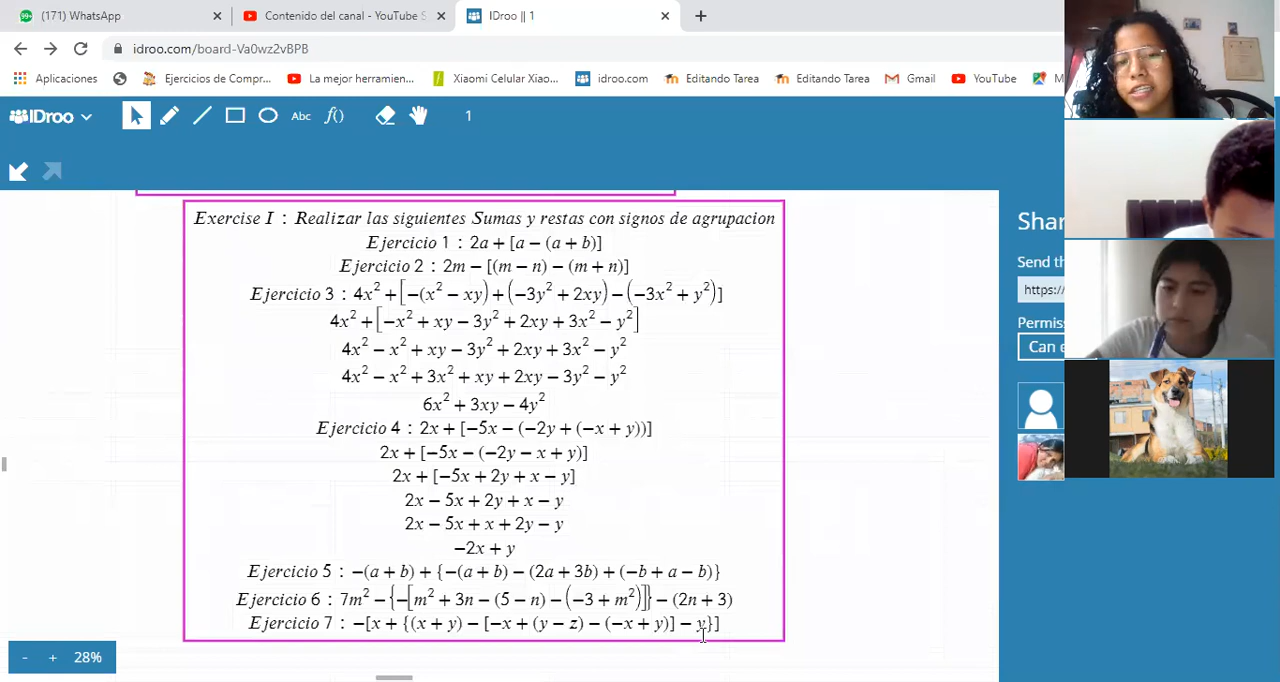 (171) WhatsApp
Contenido del canal - YouTube S
IDroo || 1
idroo.com/board-Va0wz2vBPB
Aplicaciones
Ejercicios de Compr...
La mejor herramien...
Xiaomi Celular Xiao...
idroo.com
Editando Tarea
Editando Tarea
Gmail
YouTube
M
IDroo
Abc
f()
1
Exercise I : Realizar las siguientes Sumas y restas con signos de agrupacion
Ejercicio 1 : 2a + [a − (a + b)]
Ejercicio 2 : 2m − [(m − n) − (m + n)]
Ejercicio 3 : 4x² + [−(x² − xy) + (−3y² + 2xy) − (−3x² + y²)]
4x² + [−x² + xy − 3y² + 2xy + 3x² − y²]
4x² − x² + xy − 3y² + 2xy + 3x² − y²
4x² − x² + 3x² + xy + 2xy − 3y² − y²
6x² + 3xy − 4y²
Ejercicio 4 : 2x + [−5x − (−2y + (−x + y))]
2x + [−5x − (−2y − x + y)]
2x + [−5x + 2y + x − y]
2x − 5x + 2y + x − y
2x − 5x + x + 2y − y
−2x + y
Ejercicio 5 : −(a + b) + {−(a + b) − (2a + 3b) + (−b + a − b)}
Ejercicio 6 : 7m² − {−[m² + 3n − (5 − n) − (−3 + m²)]} − (2n + 3)
Ejercicio 7 : −[x + {(x + y) − [−x + (y − z) − (−x + y)] − y}]
- + 28%
Shar
Send th
https:/
Permis
Can e